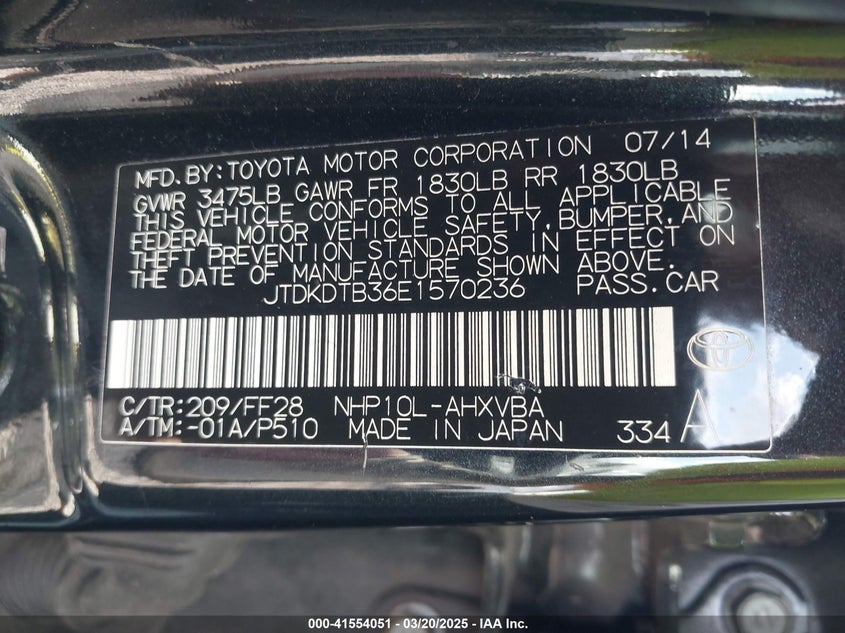 MFD.BY:TOYOTA MOTOR CORPORATION 07/14
GVWR 3475LB GAWR FR 1830LB RR 1830LB
THIS VEHICLE CONFORMS TO ALL APPLICABLE
FEDERAL MOTOR VEHICLE SAFETY,BUMPER,AND
THEFT PREVENTION STANDARDS IN EFFECT ON
THE DATE OF MANUFACTURE SHOWN ABOVE.
JTDKDTB36E1570236 PASS.CAR
C/TR:209/FF28 NHP10L-AHXVBA A
A/TM:-01A/P510 MADE IN JAPAN 334
000-41554051 - 03/20/2025 - IAA Inc.